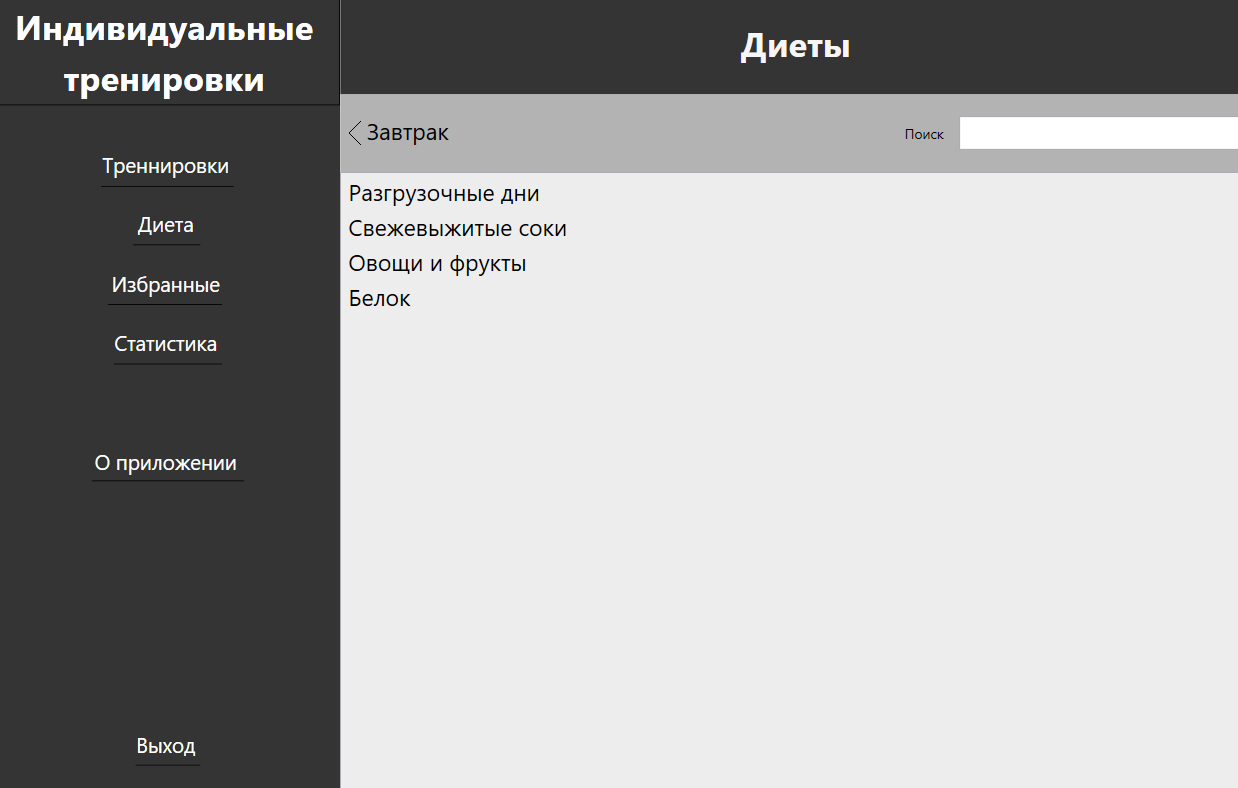 Индивидуальные
тренировки
Треннировки
Диета
Избранные
Статистика
О приложении
Выход
Диеты
Завтрак
Поиск
Разгрузочные дни
Свежевыжитые соки
Овощи и фрукты
Белок